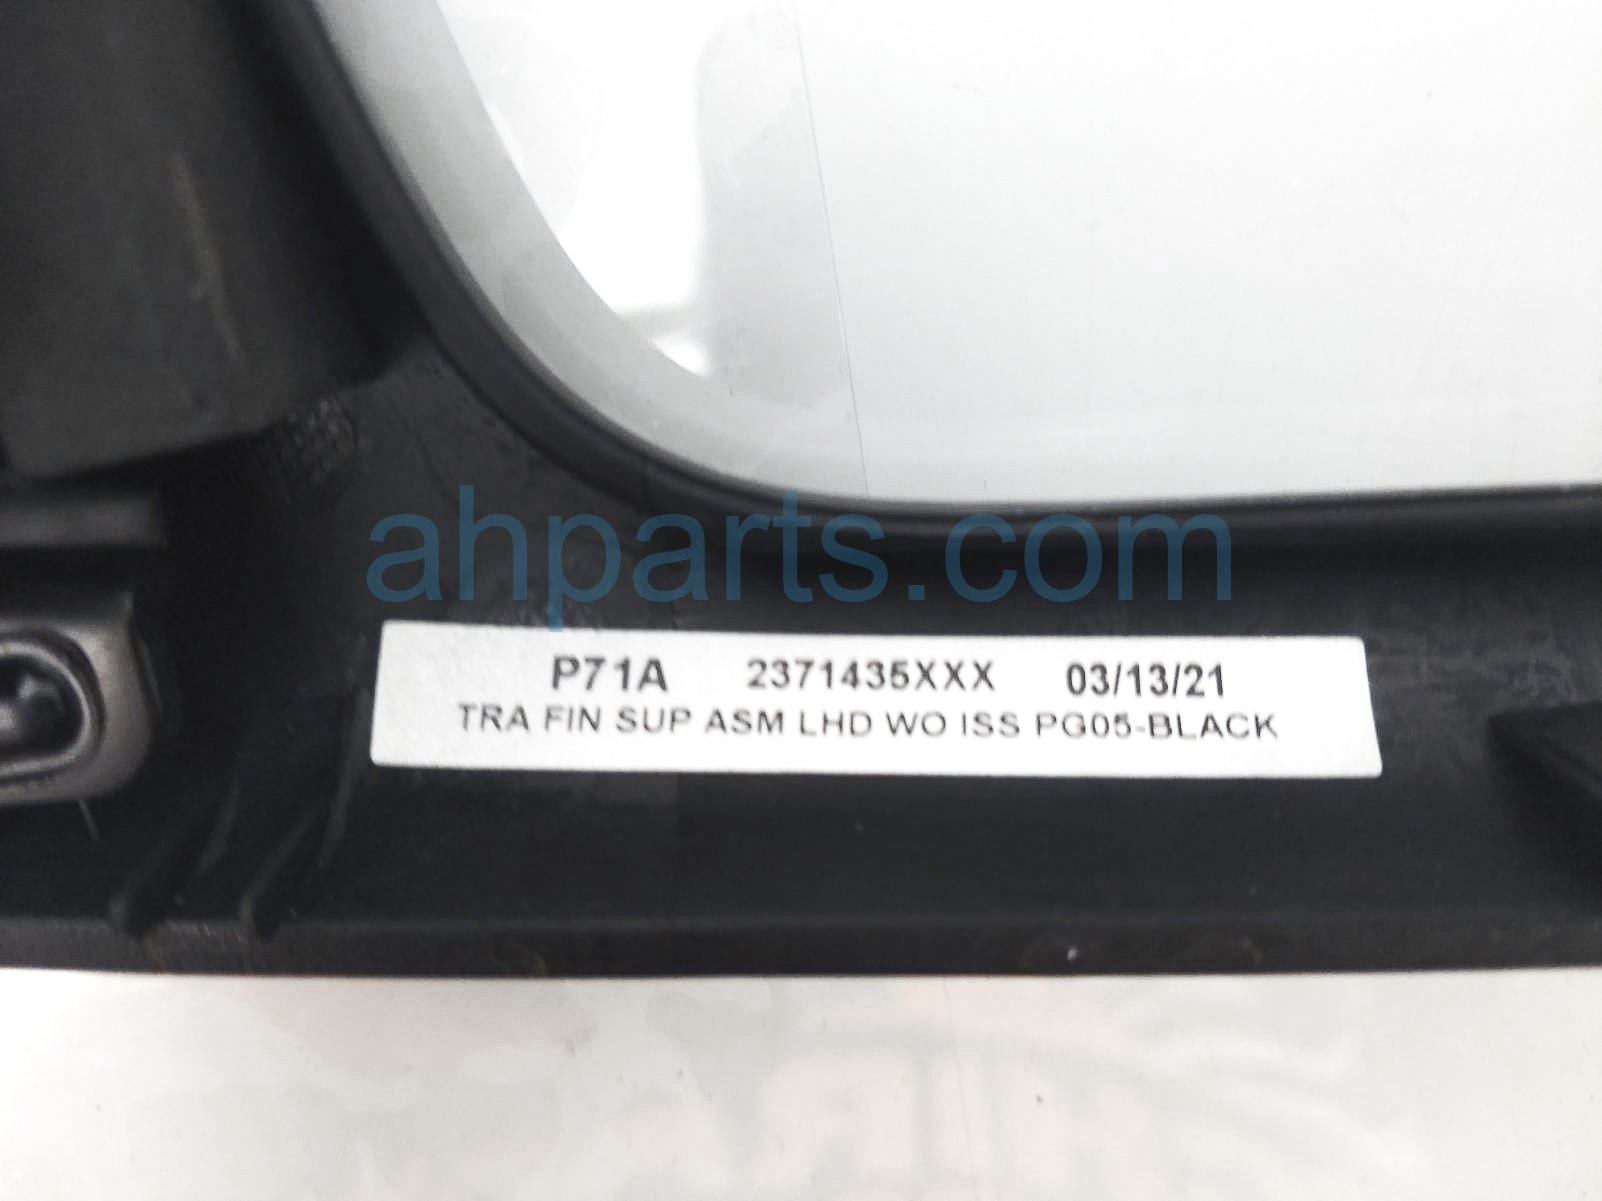 ahparts.com
P71A 2371435XXX 03/13/21
TRA FIN SUP ASM LHD WO ISS PG05-BLACK